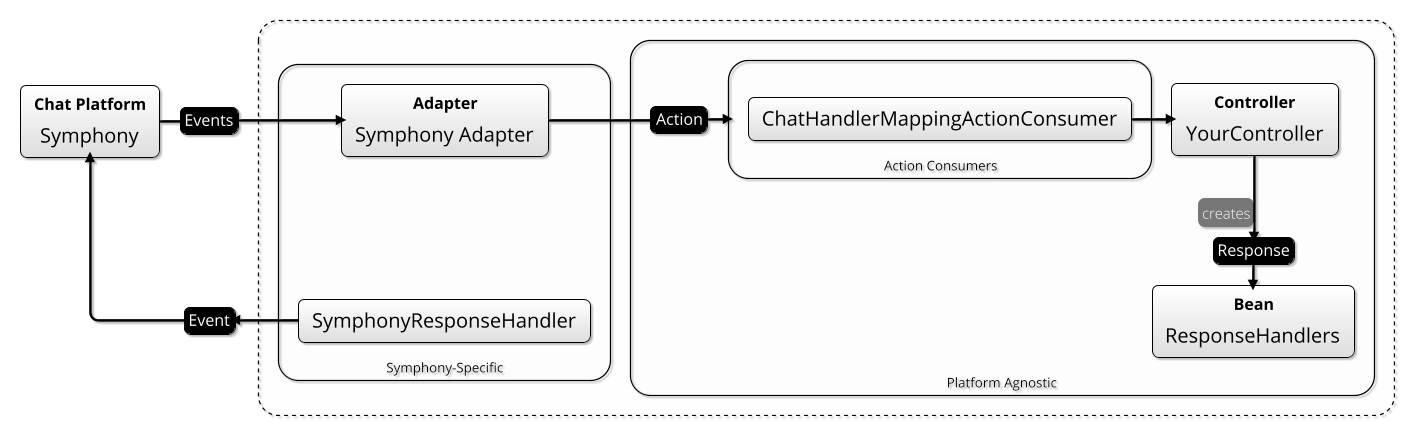 Chat Platform
Symphony
Events
Adapter
Symphony Adapter
Action
ChatHandlerMappingActionConsumer
Action Consumers
Controller
YourController
creates
Response
Bean
ResponseHandlers
Event
SymphonyResponseHandler
Symphony-Specific
Platform Agnostic